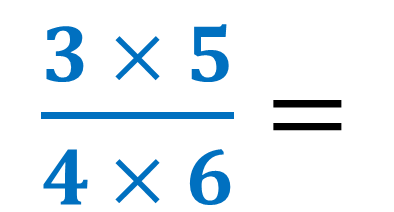 3 × 5
=
4 × 6